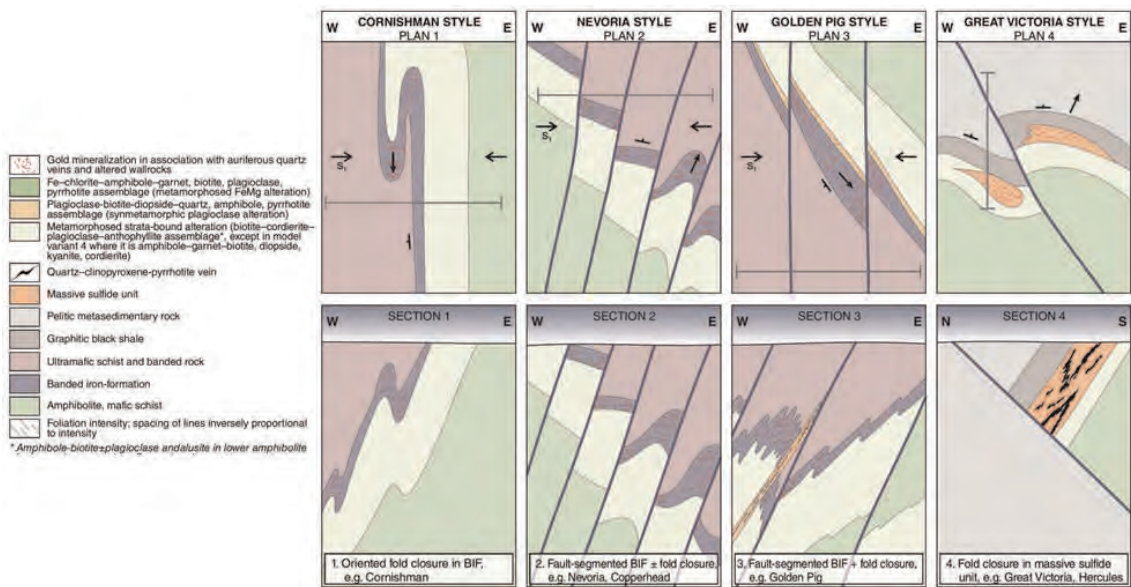 CORNISHMAN STYLE
W PLAN 1 E
S1
NEVORIA STYLE
W PLAN 2 E
S1
GOLDEN PIG STYLE
W PLAN 3 E
S1
GREAT VICTORIA STYLE
W PLAN 4 E
Gold mineralization in association with auriferous quartz
veins and altered wallrocks
Fe–chlorite–amphibole–garnet, biotite, plagioclase,
pyrrhotite assemblage (metamorphosed FeMg alteration)
Plagioclase-biotite-diopside–quartz, amphibole, pyrrhotite
assemblage (synmetamorphic plagioclase alteration)
Metamorphosed strata-bound alteration (biotite–cordierite–
plagioclase–anthophyllite assemblage*, except in model
variant 4 where it is amphibole–garnet–biotite, diopside,
kyanite, cordierite)
Quartz–clinopyroxene-pyrrhotite vein
Massive sulfide unit
Pelitic metasedimentary rock
Graphitic black shale
Ultramafic schist and banded rock
Banded iron-formation
Amphibolite, mafic schist
Foliation intensity; spacing of lines inversely proportional
to intensity
* Amphibole-biotite±plagioclase andalusite in lower amphibolite
W SECTION 1 E
1. Oriented fold closure in BIF,
e.g. Cornishman
W SECTION 2 E
2. Fault-segmented BIF ± fold closure,
e.g. Nevoria, Copperhead
W SECTION 3 E
3. Fault-segmented BIF + fold closure,
e.g. Golden Pig
N SECTION 4 S
4. Fold closure in massive sulfide
unit, e.g. Great Victoria, Hercules